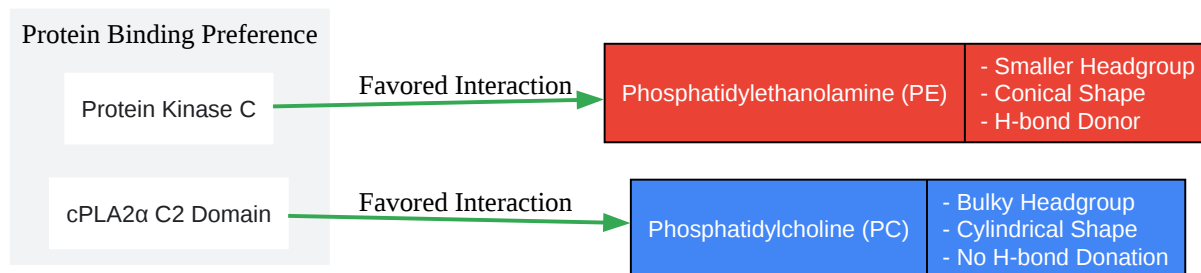 Protein Binding Preference
Protein Kinase C
Favored Interaction
Phosphatidylethanolamine (PE)
- Smaller Headgroup
- Conical Shape
- H-bond Donor
cPLA2α C2 Domain
Favored Interaction
Phosphatidylcholine (PC)
- Bulky Headgroup
- Cylindrical Shape
- No H-bond Donation